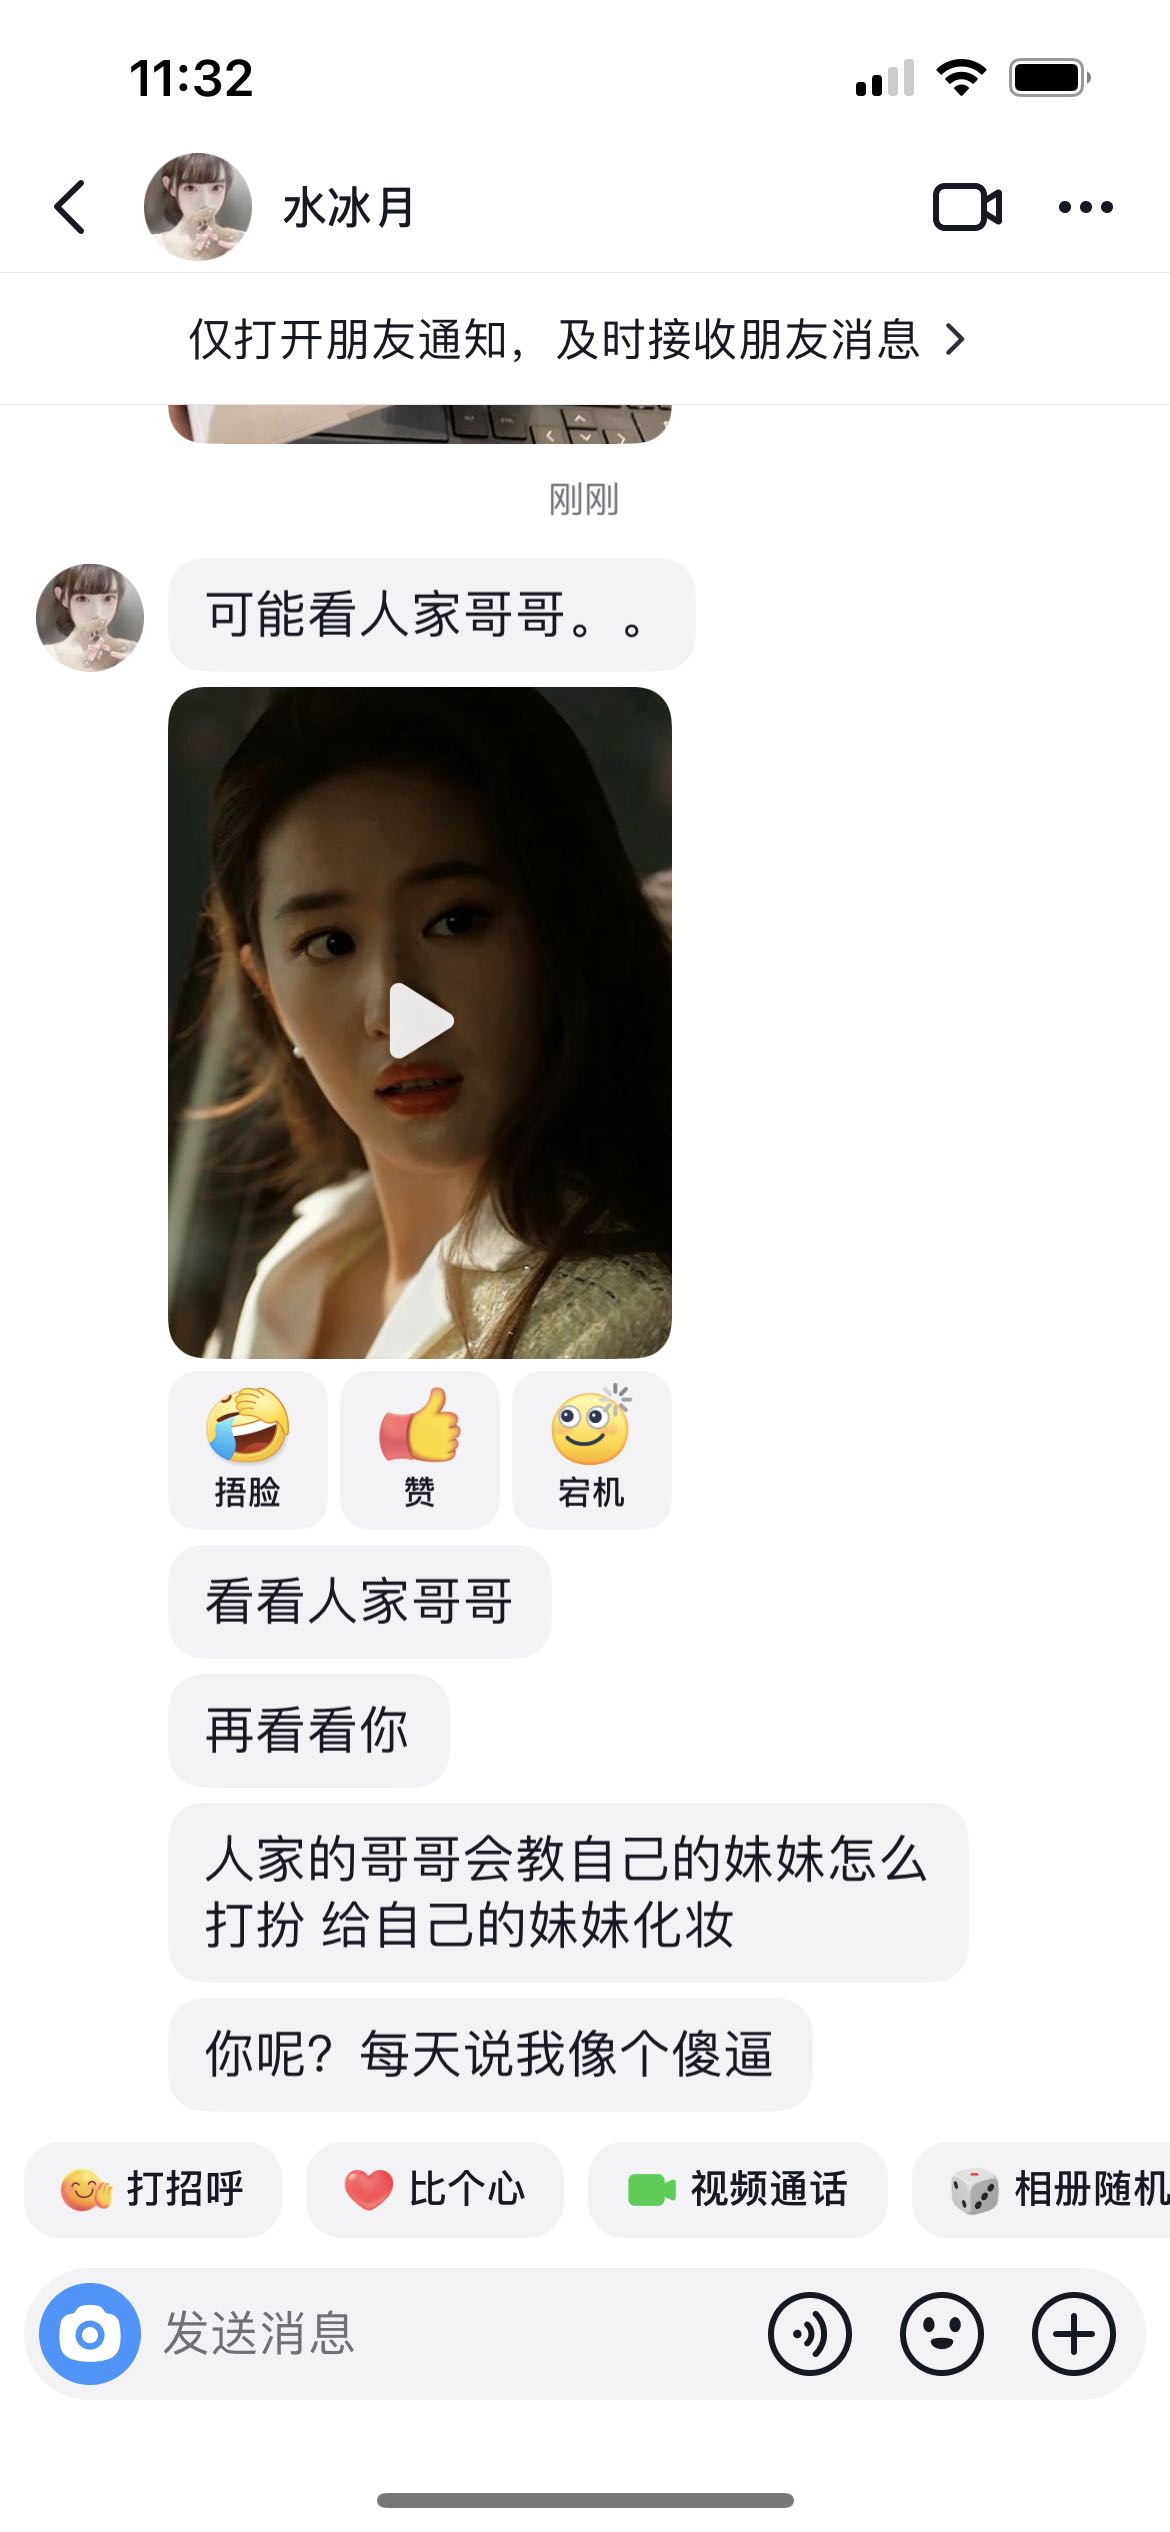 11:32
水冰月
仅打开朋友通知，及时接收朋友消息
刚刚
可能看人家哥哥。。
捂脸
赞
宕机
看看人家哥哥
再看看你
人家的哥哥会教自己的妹妹怎么
打扮 给自己的妹妹化妆
你呢？每天说我像个傻逼
打招呼
比个心
视频通话
相册随机
发送消息